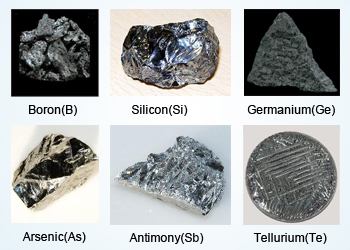 Boron(B)
Silicon(Si)
Germanium(Ge)
Arsenic(As)
Antimony(Sb)
Tellurium(Te)